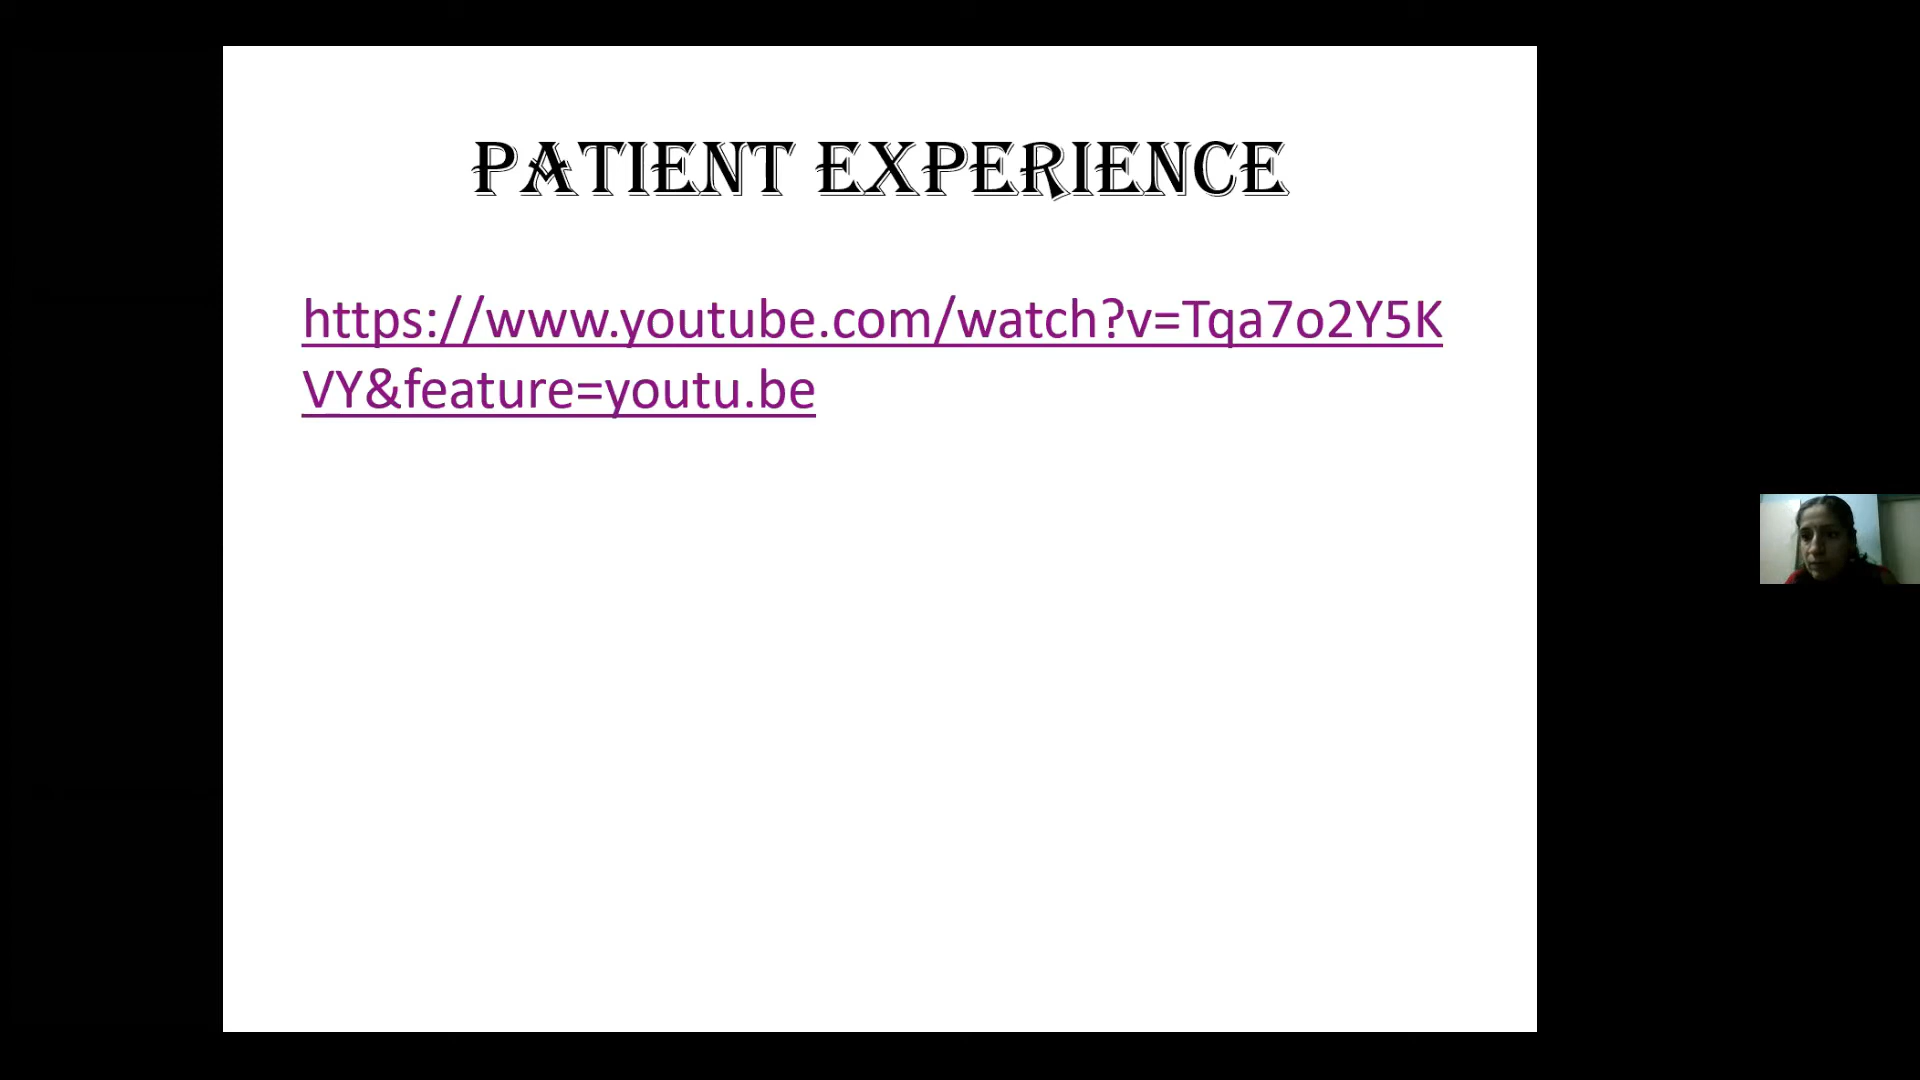 PATIENT EXPERIENCE
https://www.youtube.com/watch?v=Tqa7o2Y5K
VY&feature=youtu.be